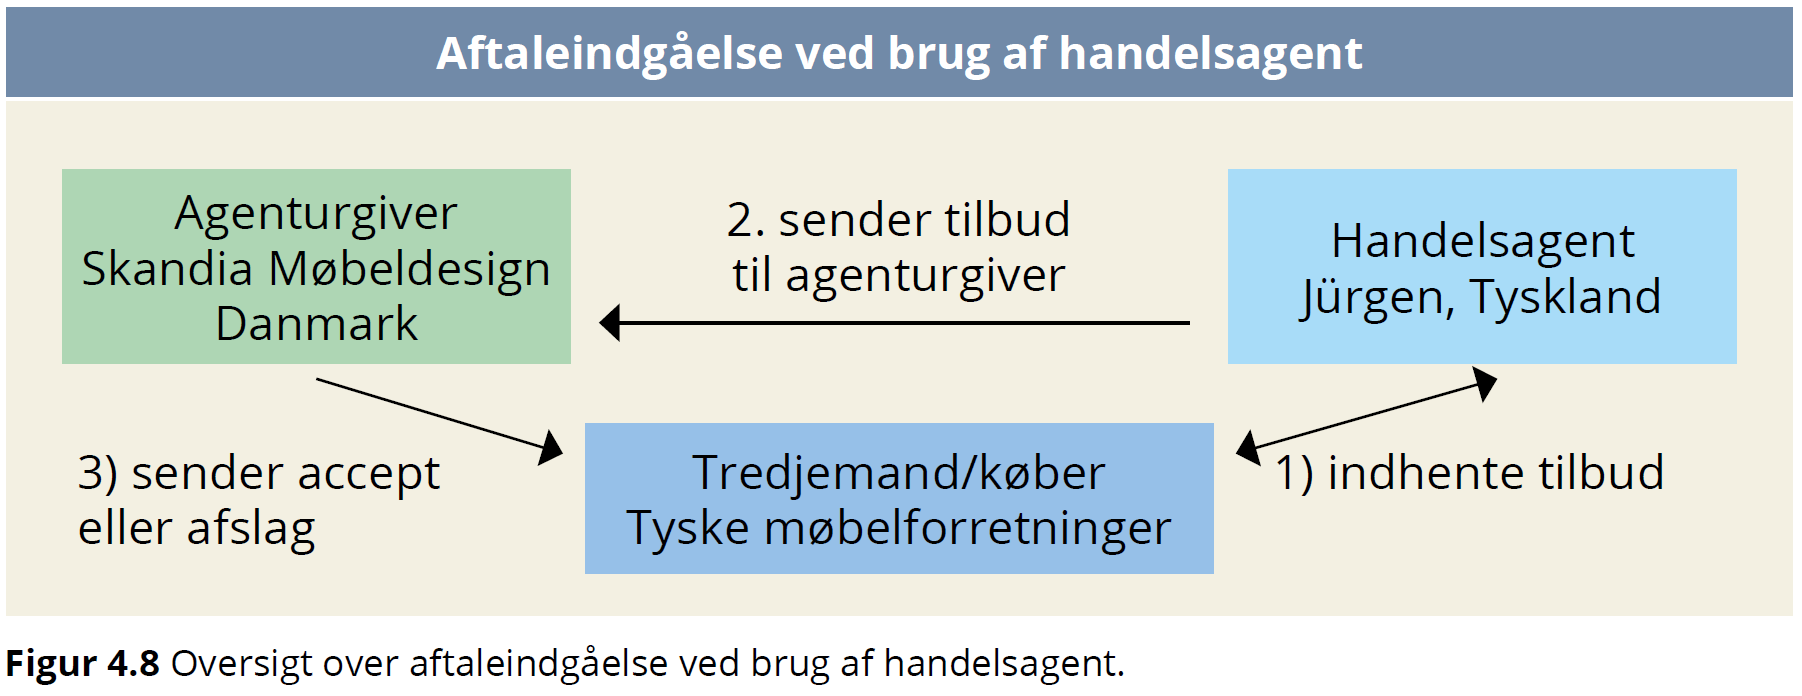 Aftaleindgåelse ved brug af handelsagent
Agenturgiver
Skandia Møbeldesign
Danmark
2. sender tilbud
til agenturgiver
Handelsagent
Jürgen, Tyskland
3) sender accept
eller afslag
Tredjemand/køber
Tyske møbelforretninger
1) indhente tilbud
Figur 4.8 Oversigt over aftaleindgåelse ved brug af handelsagent.